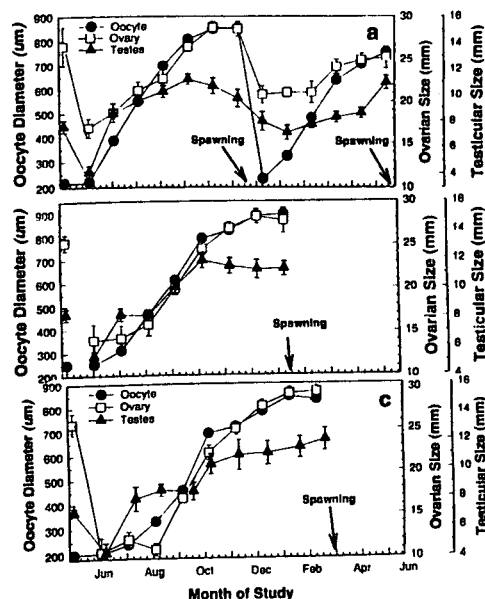 Oocyte
Ovary
Testes
a
Oocyte Diameter (um)
900
800
700
600
500
400
300
200
Spawning
Spawning
30
25
20
15
10
Ovarian Size (mm)
16
14
12
10
8
6
4
Testicular Size (mm)
Oocyte
Ovary
Testes
Oocyte Diameter (um)
900
800
700
600
500
400
300
200
Spawning
30
25
20
15
10
Ovarian Size (mm)
16
14
12
10
8
6
4
Testicular Size (mm)
Oocyte
Ovary
Testes
c
Oocyte Diameter (um)
900
800
700
600
500
400
300
200
Spawning
30
25
20
15
10
Ovarian Size (mm)
16
14
12
10
8
6
4
Testicular Size (mm)
Jun Aug Oct Dec Feb Apr Jun
Month of Study